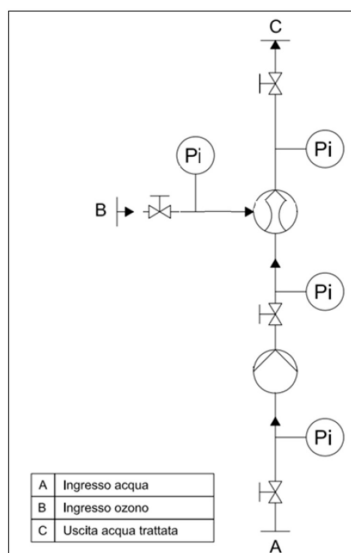 C
Pi
Pi
B
Pi
Pi
A
A Ingresso acqua
B Ingresso ozono
C Uscita acqua trattata